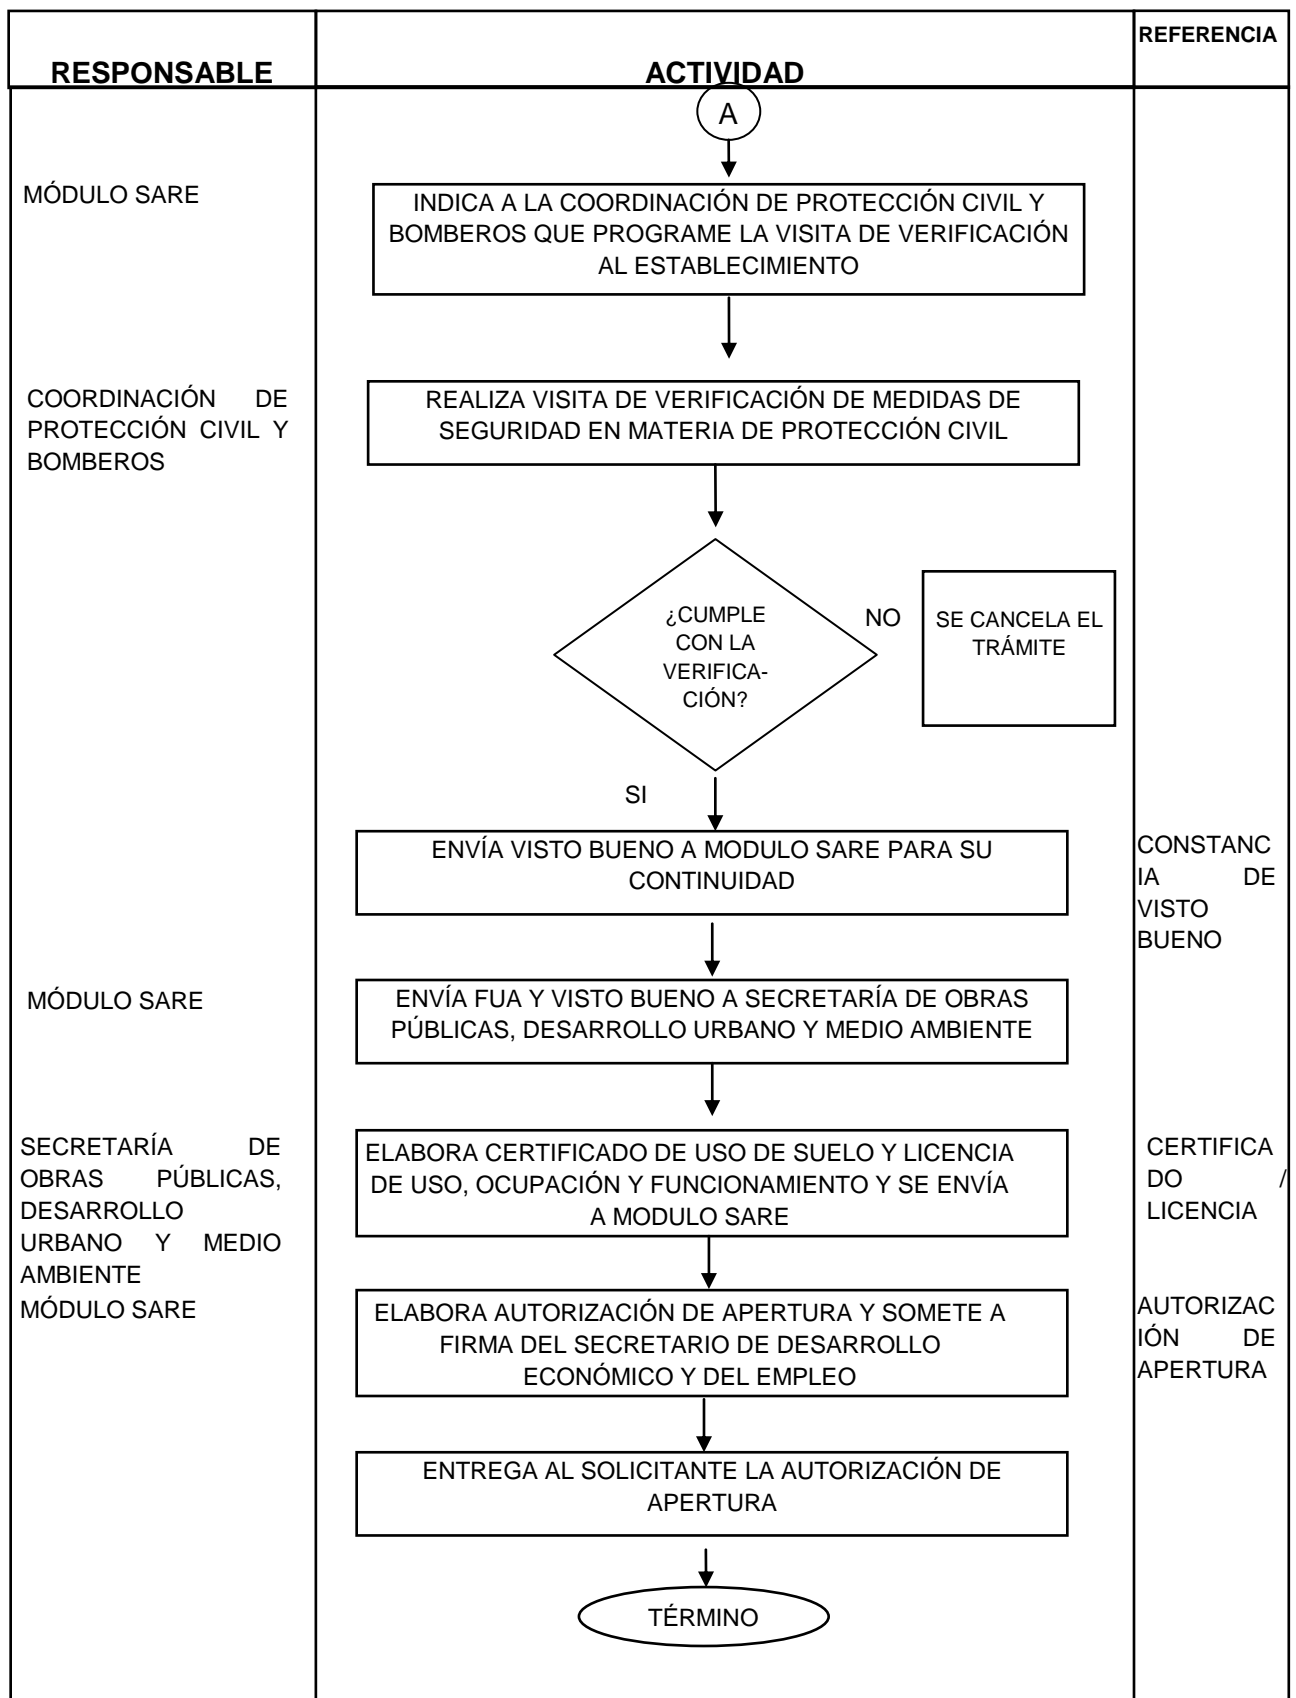 RESPONSABLE
ACTIVIDAD
REFERENCIA
A
MÓDULO SARE
INDICA A LA COORDINACIÓN DE PROTECCIÓN CIVIL Y
BOMBEROS QUE PROGRAME LA VISITA DE VERIFICACIÓN
AL ESTABLECIMIENTO
COORDINACIÓN DE
PROTECCIÓN CIVIL Y
BOMBEROS
REALIZA VISITA DE VERIFICACIÓN DE MEDIDAS DE
SEGURIDAD EN MATERIA DE PROTECCIÓN CIVIL
¿CUMPLE
CON LA
VERIFICA-
CIÓN?
NO
SE CANCELA EL
TRÁMITE
SI
ENVÍA VISTO BUENO A MODULO SARE PARA SU
CONTINUIDAD
CONSTANC
IA DE
VISTO
BUENO
MÓDULO SARE
ENVÍA FUA Y VISTO BUENO A SECRETARÍA DE OBRAS
PÚBLICAS, DESARROLLO URBANO Y MEDIO AMBIENTE
SECRETARÍA DE
OBRAS PÚBLICAS,
DESARROLLO
URBANO Y MEDIO
AMBIENTE
ELABORA CERTIFICADO DE USO DE SUELO Y LICENCIA
DE USO, OCUPACIÓN Y FUNCIONAMIENTO Y SE ENVÍA
A MODULO SARE
CERTIFICA
DO /
LICENCIA
MÓDULO SARE
ELABORA AUTORIZACIÓN DE APERTURA Y SOMETE A
FIRMA DEL SECRETARIO DE DESARROLLO
ECONÓMICO Y DEL EMPLEO
AUTORIZAC
IÓN DE
APERTURA
ENTREGA AL SOLICITANTE LA AUTORIZACIÓN DE
APERTURA
TÉRMINO